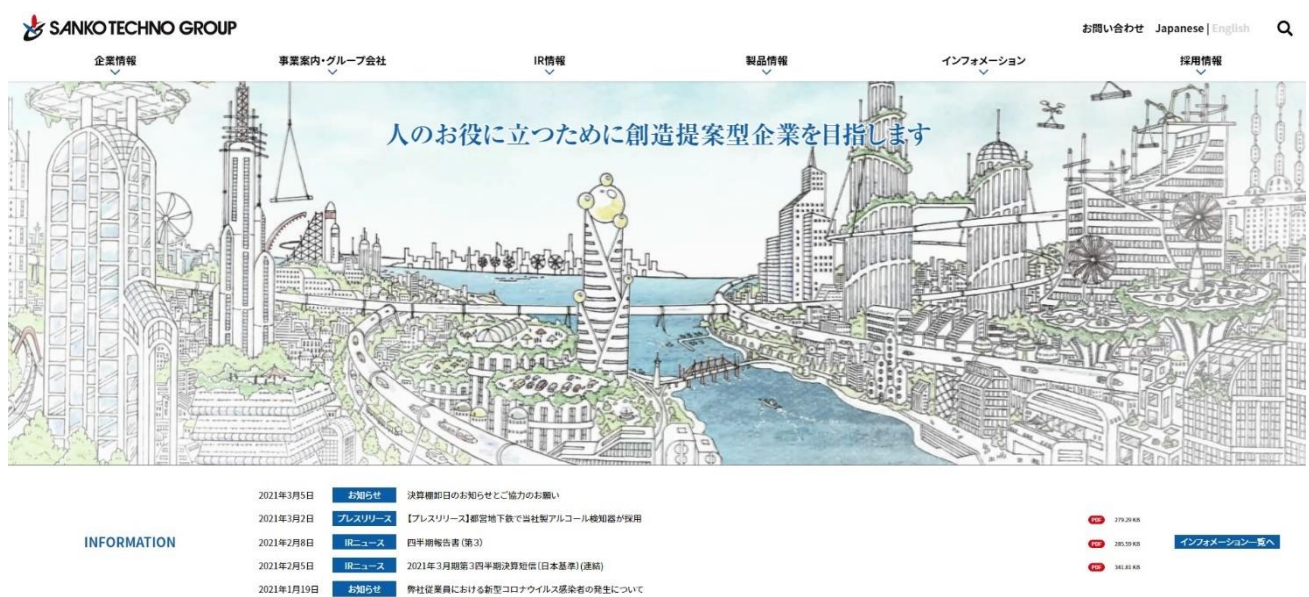 SANKO TECHNO GROUP
お問い合わせ Japanese | English
企業情報 事業案内・グループ会社 IR情報 製品情報 インフォメーション 採用情報
人のお役に立つために創造提案型企業を目指します
INFORMATION
2021年3月5日 お知らせ 決算棚卸日のお知らせとご協力のお願い
2021年3月2日 プレスリリース 【プレスリリース】都営地下鉄で当社製アルコール検知器が採用 PDF 279.29 KB
2021年2月8日 IRニュース 四半期報告書(第3) PDF 285.59 KB
インフォメーション一覧へ
2021年2月5日 IRニュース 2021年3月期第3四半期決算短信〔日本基準〕(連結) PDF 341.81 KB
2021年1月19日 お知らせ 弊社従業員における新型コロナウイルス感染者の発生について